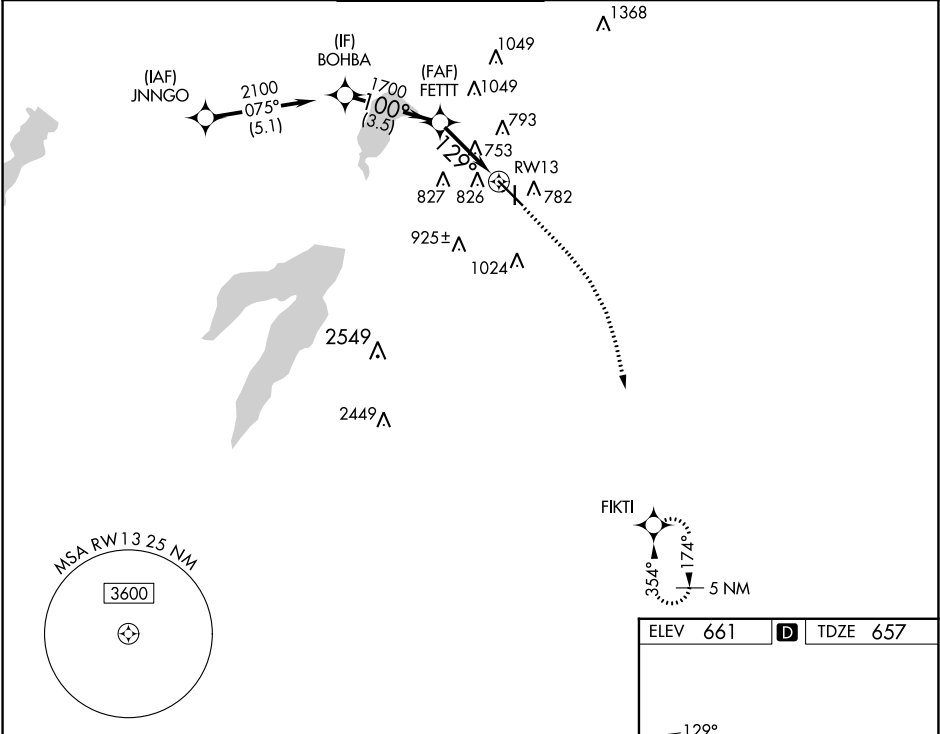 1368
1049
(IF)
BOHBA
(IAF)
JNNGO
2100
075°
(5.1)
1700
100°
(3.5)
(FAF)
FETTT
1049
793
753
129°
RW13
827
826
782
925±
1024
2549
2449
FIKTI
354°
174°
5 NM
MSA RW13 25 NM
3600
ELEV 661 D TDZE 657
129°